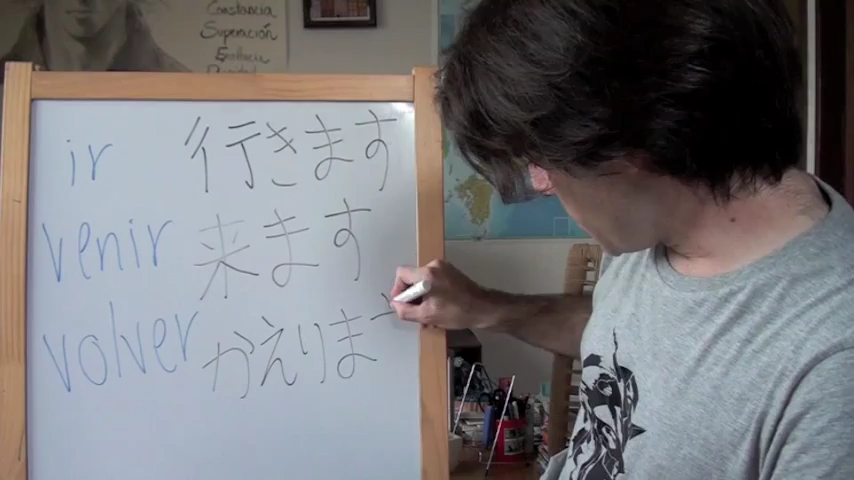 Constancia
Superación
ir 行きます
venir 来ます
volver かえりま